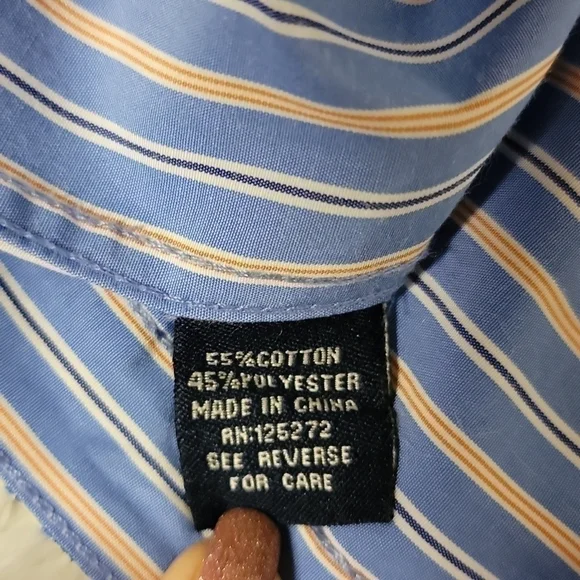 55%COTTON
45%POLYESTER
MADE IN CHINA
RN:125272
SEE REVERSE
FOR CARE